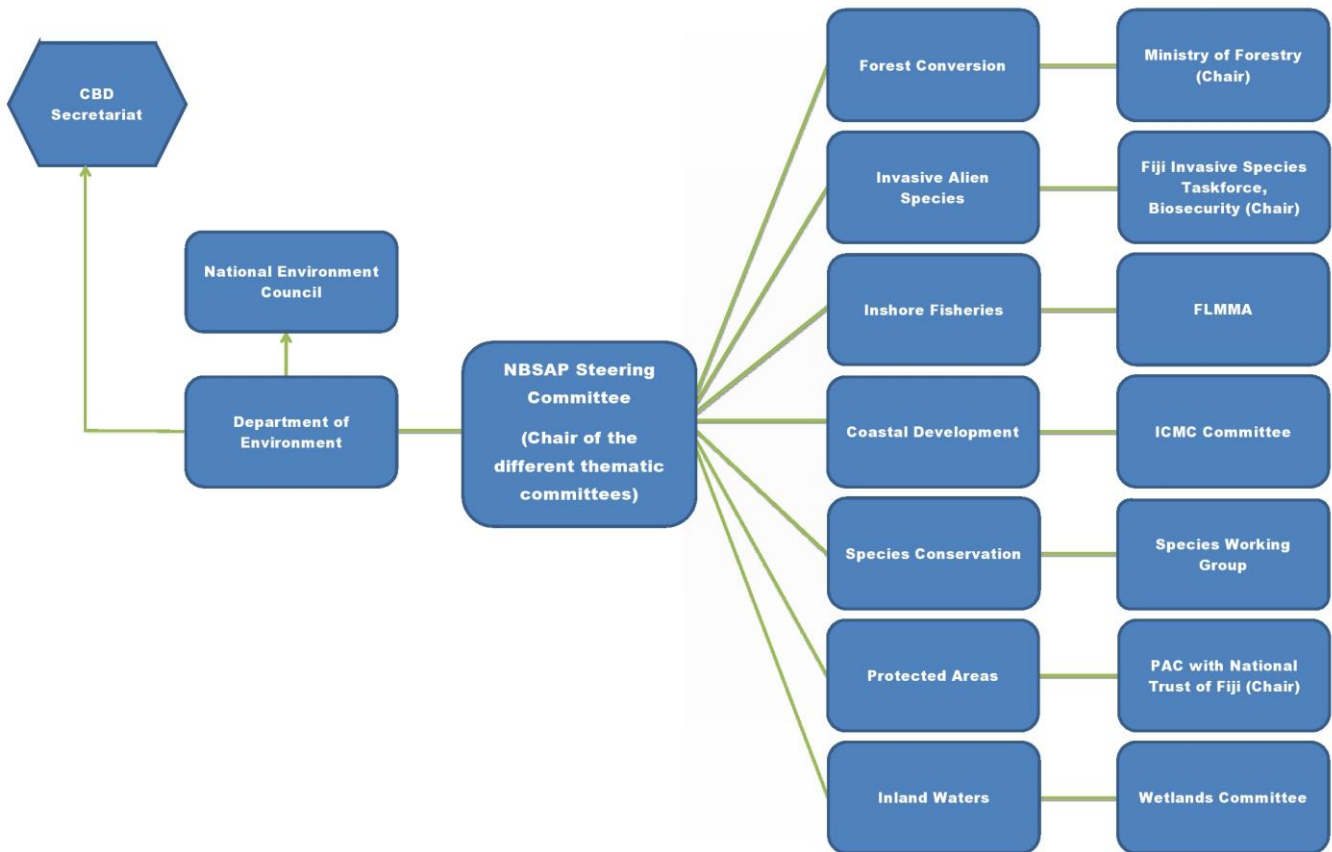 CBD
Secretariat
National Environment
Council
Department of
Environment
NBSAP Steering
Committee
(Chair of the
different thematic
committees)
Forest Conversion
Ministry of Forestry
(Chair)
Invasive Alien
Species
Fiji Invasive Species
Taskforce,
Biosecurity (Chair)
Inshore Fisheries
FLMMA
Coastal Development
ICMC Committee
Species Conservation
Species Working
Group
Protected Areas
PAC with National
Trust of Fiji (Chair)
Inland Waters
Wetlands Committee